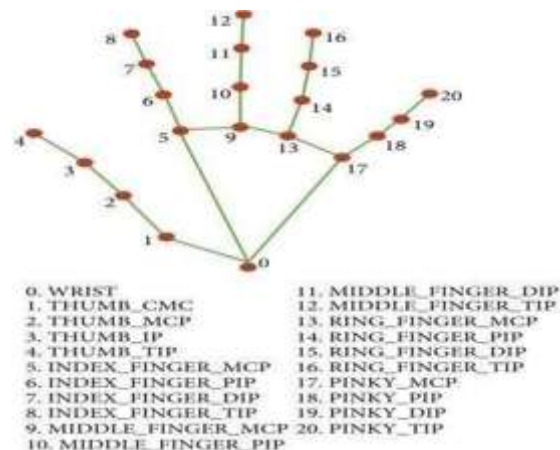 12
8
16
11
7
15
10
20
6
14
4
19
5
9
13
18
3
17
2
1
0
0. WRIST
1. THUMB_CMC
2. THUMB_MCP
3. THUMB_IP
4. THUMB_TIP
5. INDEX_FINGER_MCP
6. INDEX_FINGER_PIP
7. INDEX_FINGER_DIP
8. INDEX_FINGER_TIP
9. MIDDLE_FINGER_MCP
10. MIDDLE_FINGER_PIP
11. MIDDLE_FINGER_DIP
12. MIDDLE_FINGER_TIP
13. RING_FINGER_MCP
14. RING_FINGER_PIP
15. RING_FINGER_DIP
16. RING_FINGER_TIP
17. PINKY_MCP
18. PINKY_PIP
19. PINKY_DIP
20. PINKY_TIP